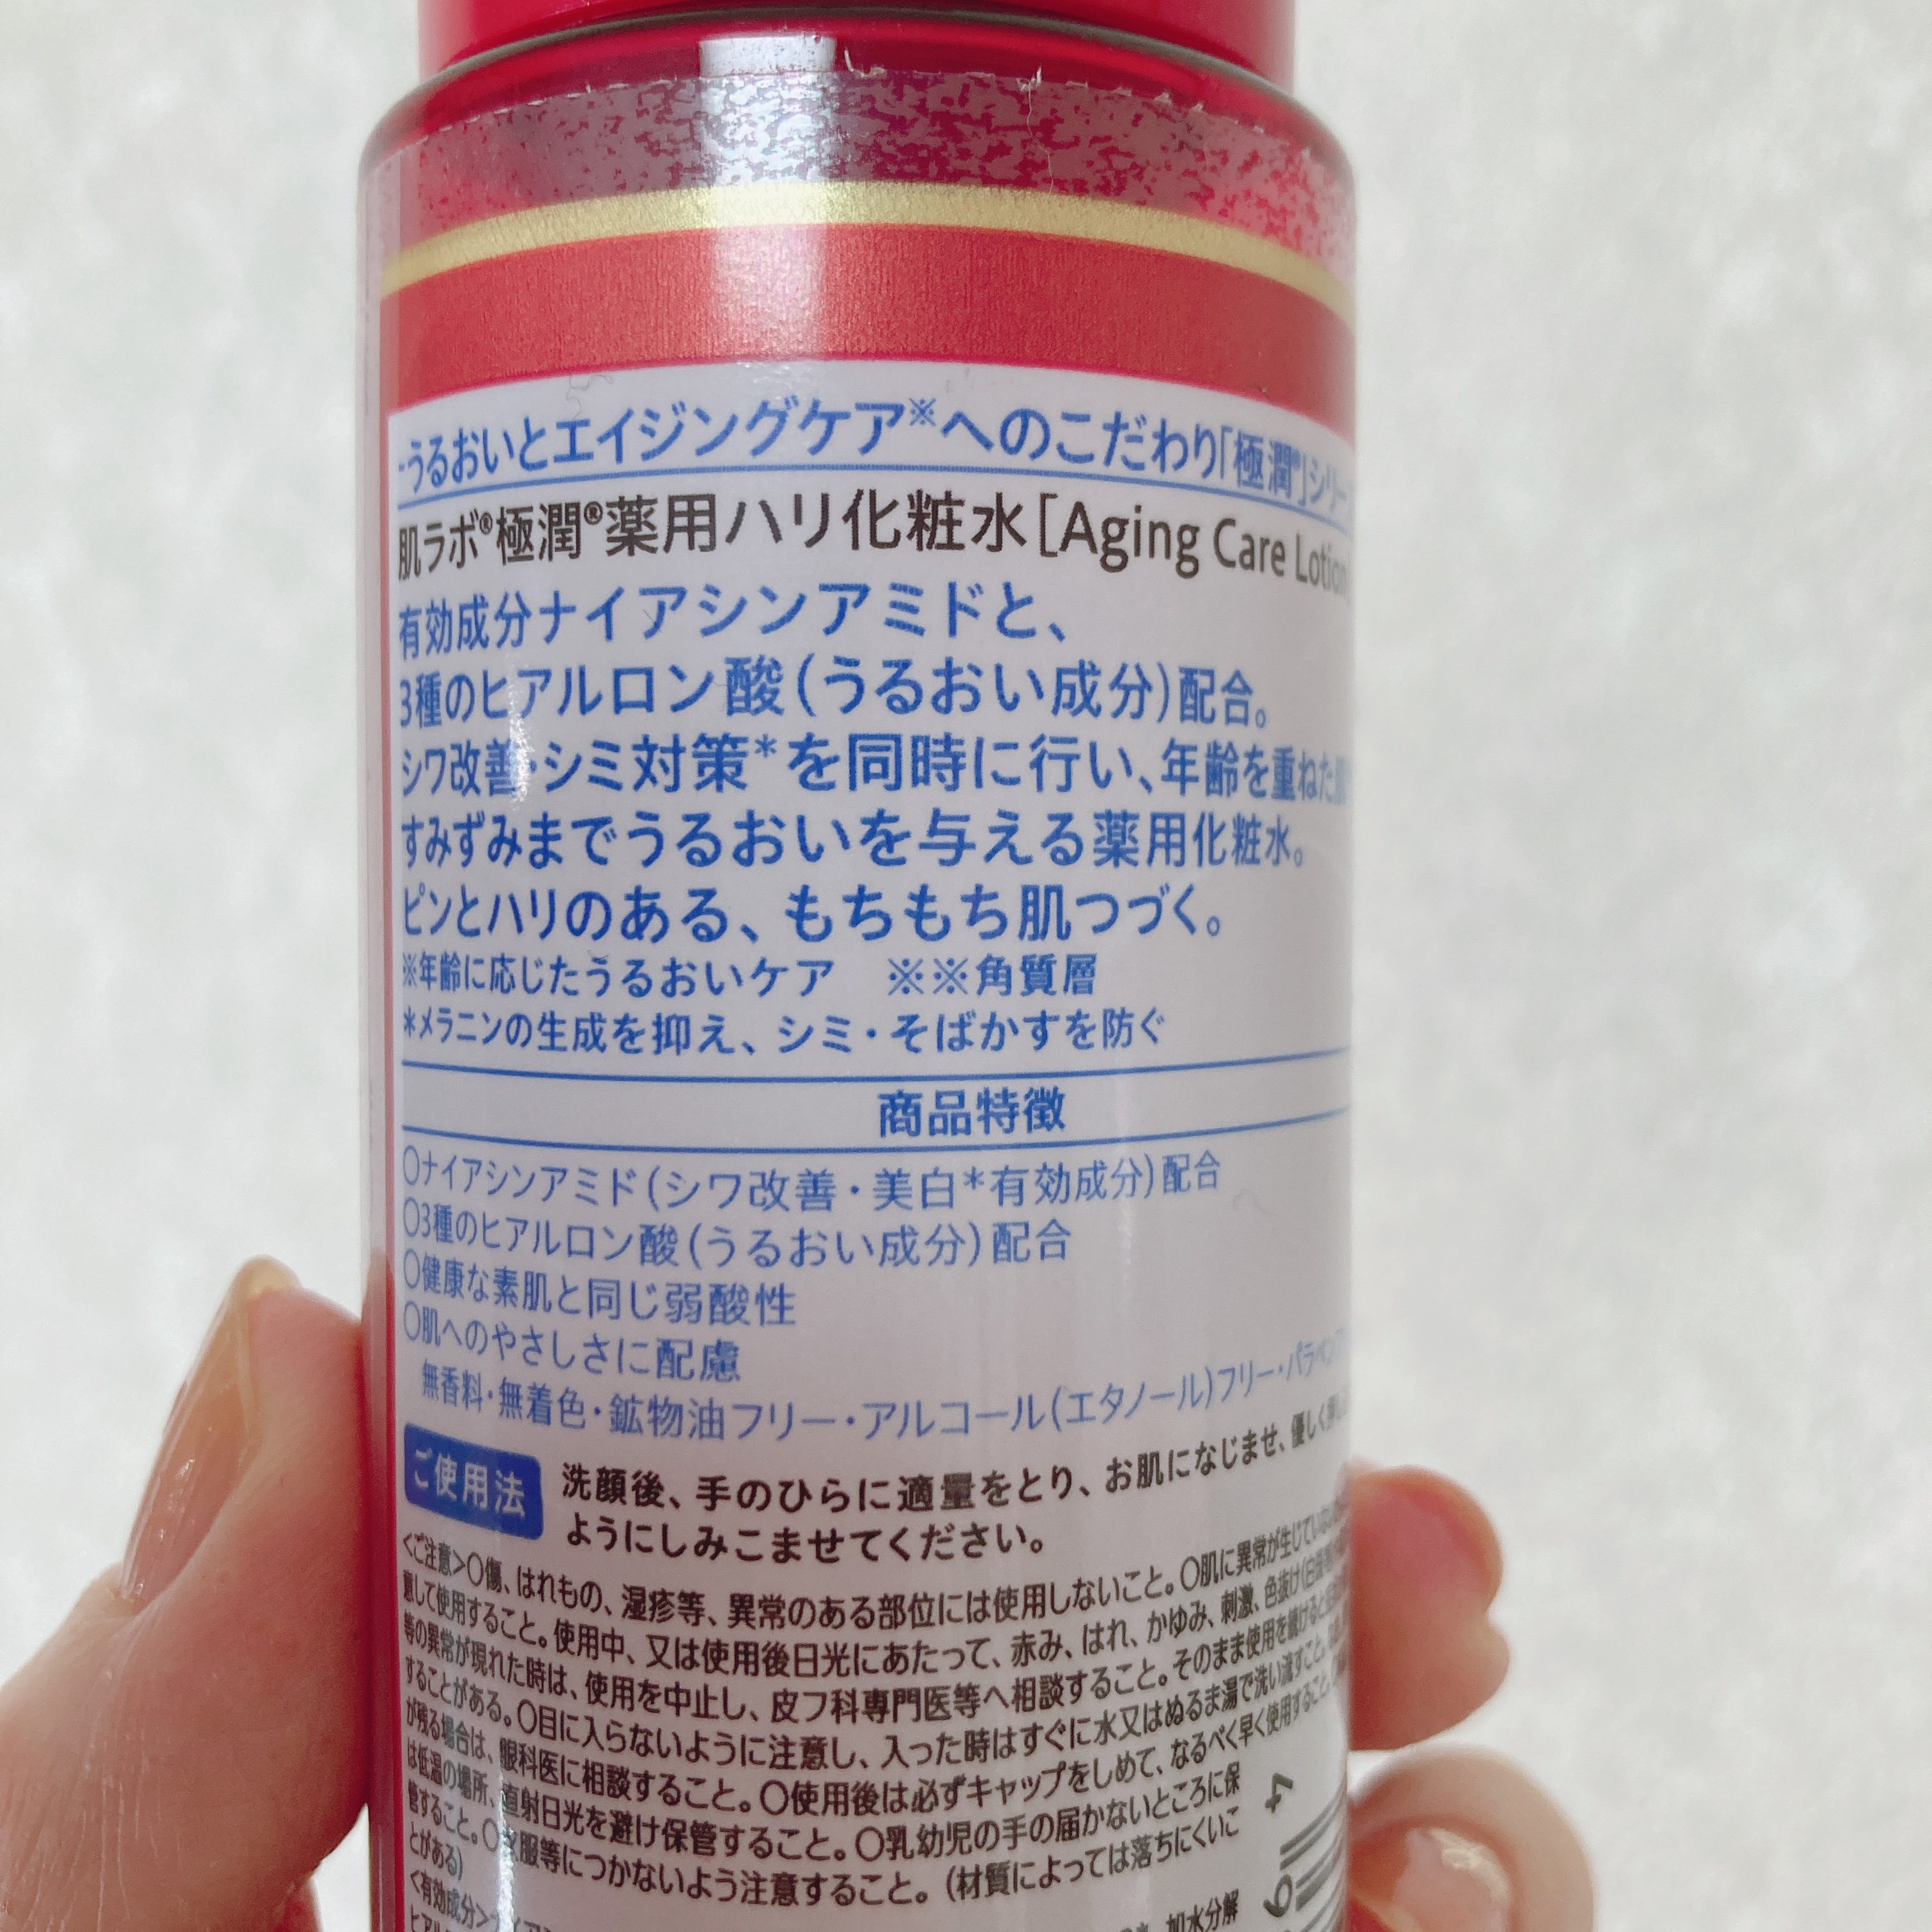 うるおいとエイジングケア※へのこだわり「極潤®」シリー
肌ラボ®極潤®薬用ハリ化粧水[Aging Care Lotion
有効成分ナイアシンアミドと、
3種のヒアルロン酸(うるおい成分)配合。
シワ改善・シミ対策*を同時に行い、年齢を重ねた
すみずみまでうるおいを与える薬用化粧水。
ピンとハリのある、もちもち肌つづく。
※年齢に応じたうるおいケア ※※角質層
*メラニンの生成を抑え、シミ・そばかすを防ぐ
商品特徴
○ナイアシンアミド(シワ改善・美白*有効成分)配合
○3種のヒアルロン酸(うるおい成分)配合
○健康な素肌と同じ弱酸性
○肌へのやさしさに配慮
無香料・無着色・鉱物油フリー・アルコール(エタノール)フリー・パラベン
ご使用法 洗顔後、手のひらに適量をとり、お肌になじませ、優しく
ようにしみこませてください。
<ご注意>○傷、はれもの、湿疹等、異常のある部位には使用しないこと。○肌に異常が生じていない
意して使用すること。使用中、又は使用後日光にあたって、赤み、はれ、かゆみ、刺激、色抜け(白斑等)
等の異常が現れた時は、使用を中止し、皮フ科専門医等へ相談すること。そのまま使用を続けると
することがある。○目に入らないように注意し、入った時はすぐに水又はぬるま湯で洗い流すこと。
が残る場合は、眼科医に相談すること。○使用後は必ずキャップをしめて、なるべく早く使用すること。
は低温の場所、直射日光を避け保管すること。○乳幼児の手の届かないところに保
管すること。○衣服等につかないよう注意すること。(材質によっては落ちにくいこ
とがある)
<有効成分>
加水分解
4
9